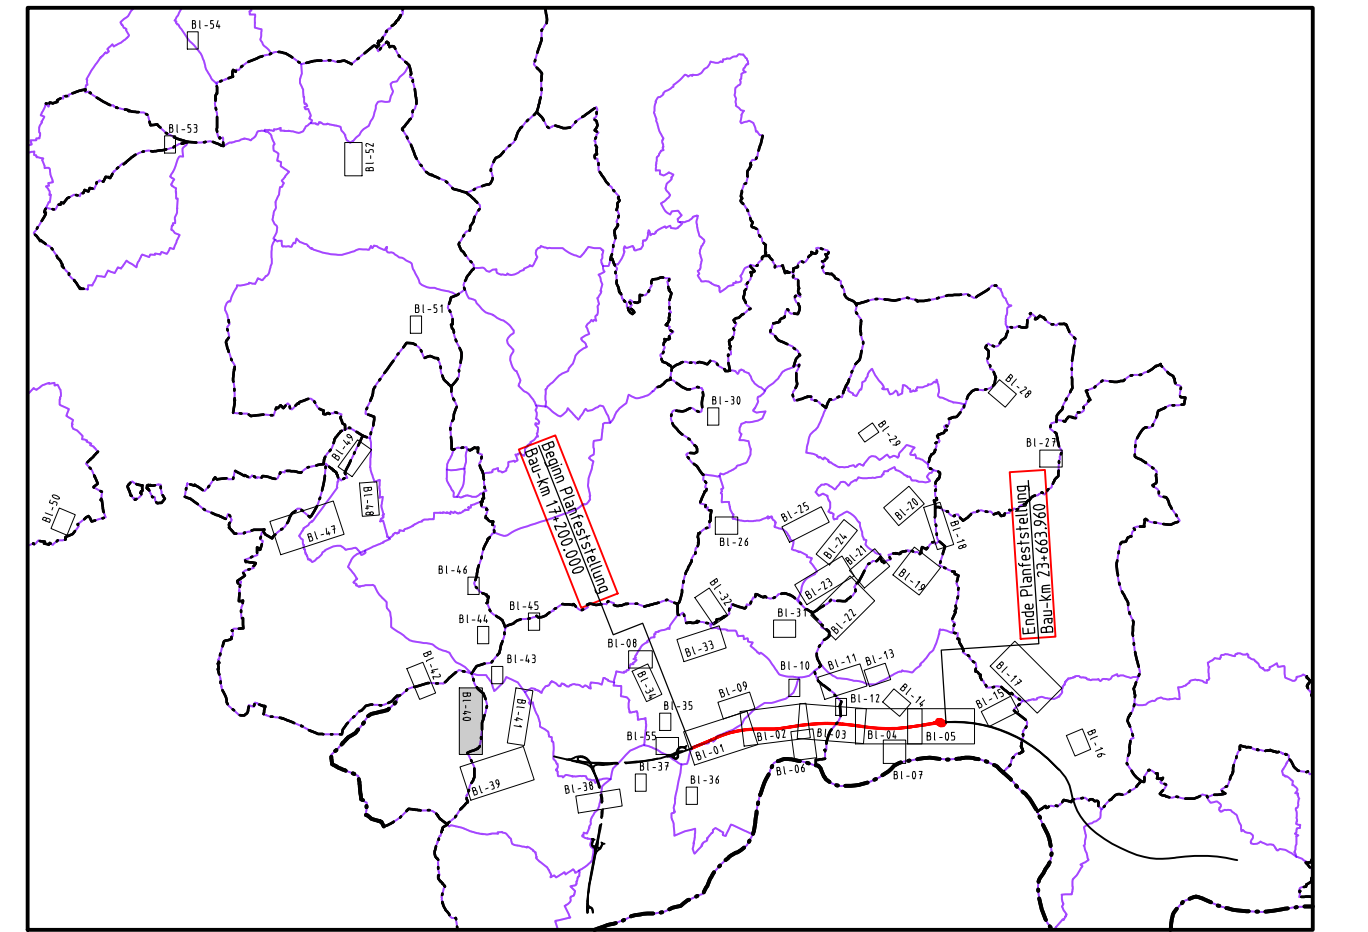 Bl-54
Bl-53
Bl-52
Bl-51
Bl-30
Bl-28
Bl-29
Bl-27
Bl-49
Bl-48
Bl-47
Bl-50
Beginn Planfeststellung
Bau-km 17+200.000
Ende Planfeststellung
Bau-km 23+663.960
Bl-25
Bl-20
Bl-26
Bl-24
Bl-18
Bl-21
Bl-19
Bl-23
Bl-22
Bl-46
Bl-45
Bl-44
Bl-32
Bl-31
Bl-08
Bl-33
Bl-43
Bl-42
Bl-34
Bl-10
Bl-11
Bl-13
Bl-17
Bl-40
Bl-41
Bl-35
Bl-09
Bl-12
Bl-14
Bl-15
Bl-55
Bl-01
Bl-02
Bl-03
Bl-04
Bl-05
Bl-16
Bl-37
Bl-06
Bl-07
Bl-39
Bl-38
Bl-36